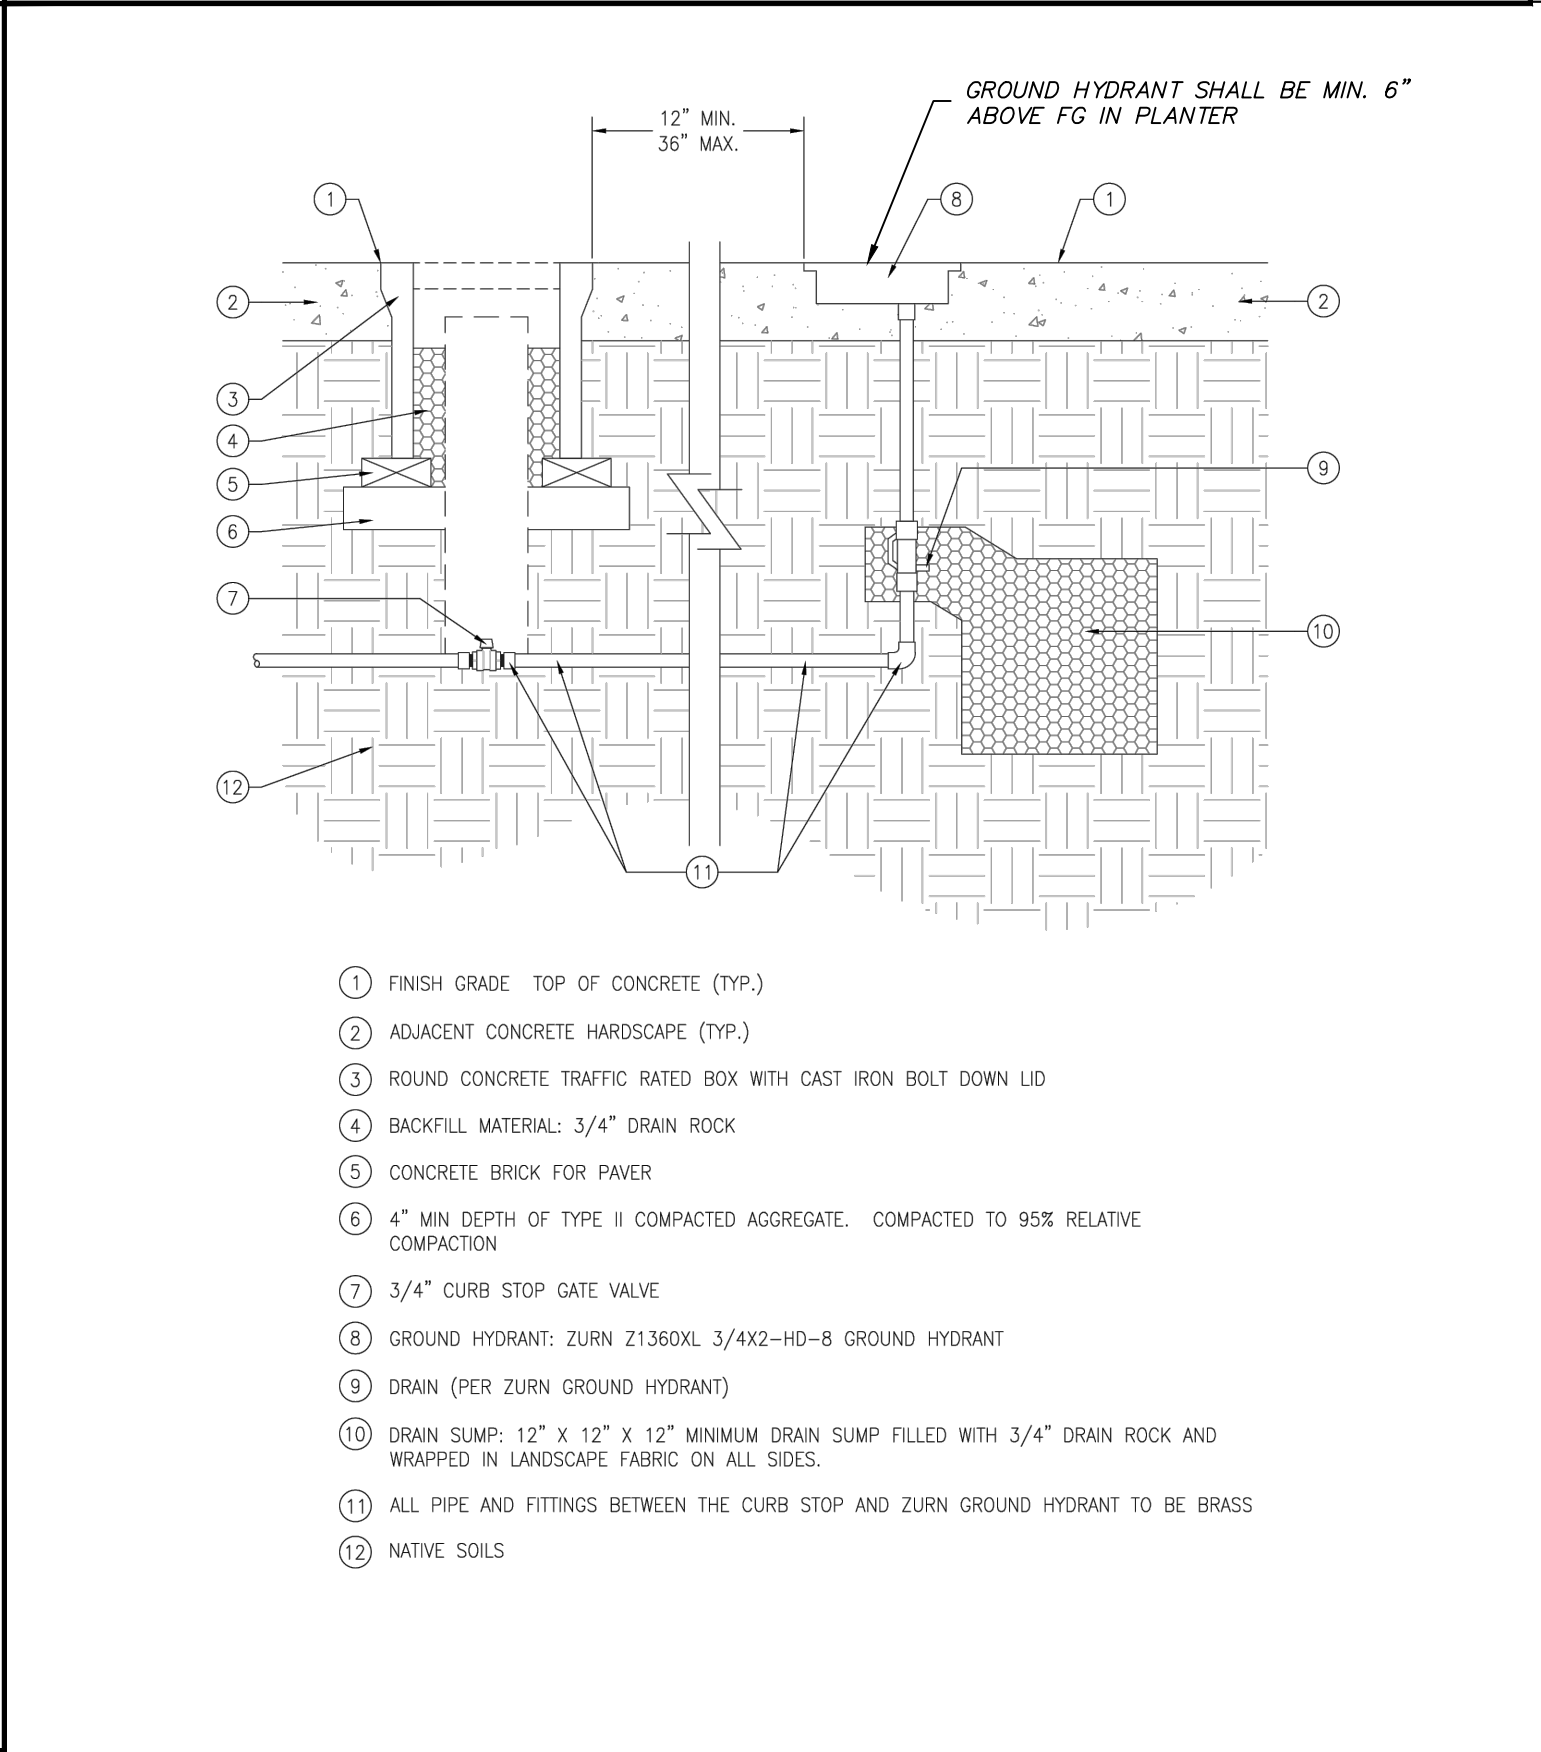 GROUND HYDRANT SHALL BE MIN. 6”
ABOVE FG IN PLANTER
12” MIN.
36” MAX.
1
8
1
2
2
3
4
9
5
6
7
10
12
11
1 FINISH GRADE TOP OF CONCRETE (TYP.)
2 ADJACENT CONCRETE HARDSCAPE (TYP.)
3 ROUND CONCRETE TRAFFIC RATED BOX WITH CAST IRON BOLT DOWN LID
4 BACKFILL MATERIAL: 3/4” DRAIN ROCK
5 CONCRETE BRICK FOR PAVER
6 4” MIN DEPTH OF TYPE II COMPACTED AGGREGATE. COMPACTED TO 95% RELATIVE
COMPACTION
7 3/4” CURB STOP GATE VALVE
8 GROUND HYDRANT: ZURN Z1360XL 3/4X2-HD-8 GROUND HYDRANT
9 DRAIN (PER ZURN GROUND HYDRANT)
10 DRAIN SUMP: 12” X 12” X 12” MINIMUM DRAIN SUMP FILLED WITH 3/4” DRAIN ROCK AND
WRAPPED IN LANDSCAPE FABRIC ON ALL SIDES.
11 ALL PIPE AND FITTINGS BETWEEN THE CURB STOP AND ZURN GROUND HYDRANT TO BE BRASS
12 NATIVE SOILS